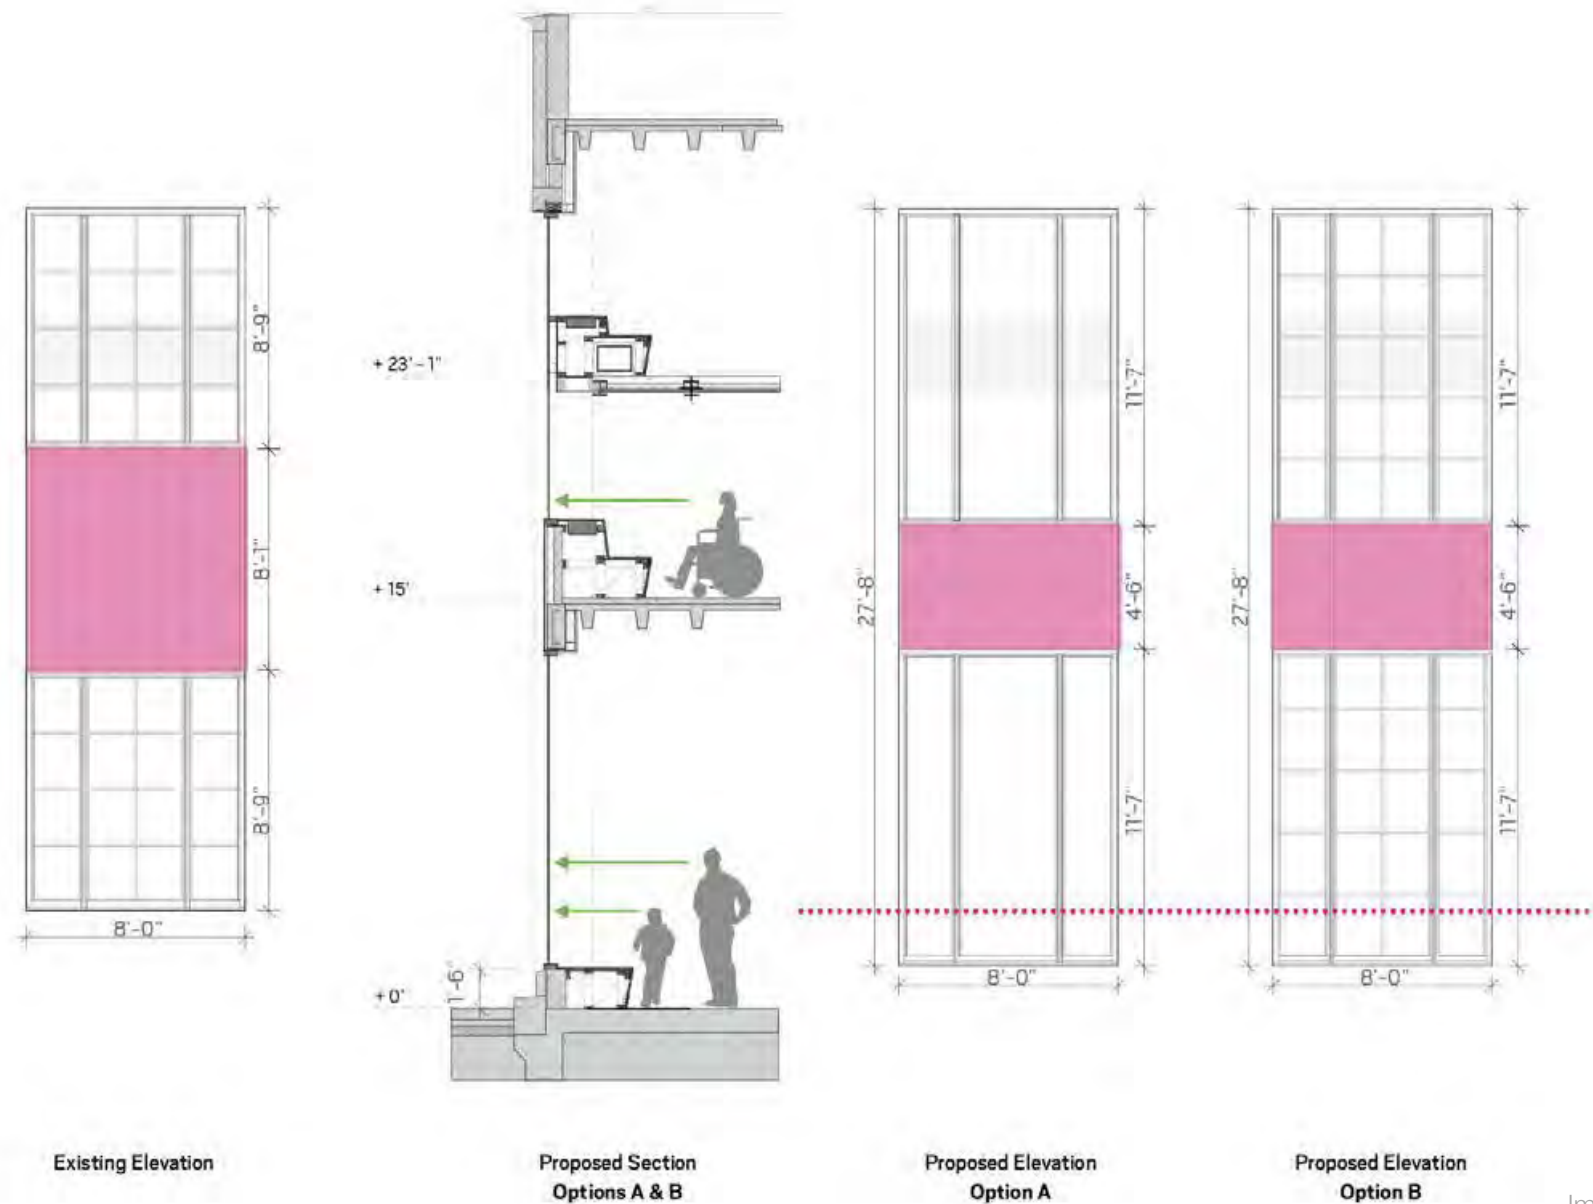 8'-9"
8'-1"
8'-9"
8'-0"
Existing Elevation
+ 23' - 1"
+ 15'
+ 0'
1'-6"
Proposed Section
Options A & B
27'-8"
11'-7"
4'-6"
11'-7"
8'-0"
Proposed Elevation
Option A
27'-8"
11'-7"
4'-6"
11'-7"
8'-0"
Proposed Elevation
Option B